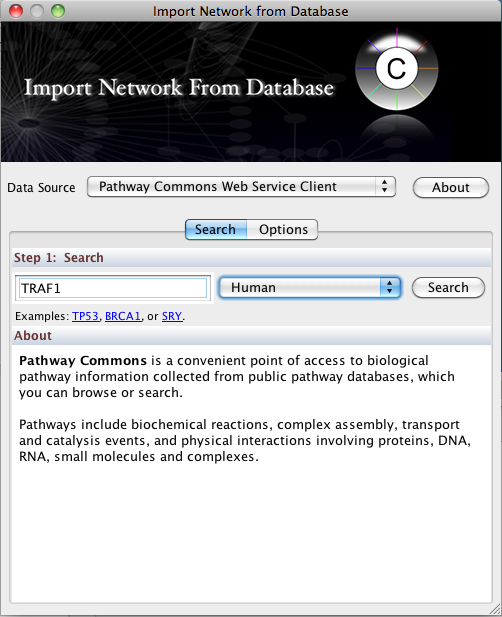 Import Network from Database
Import Network From Database
C
Data Source Pathway Commons Web Service Client About
Search Options
Step 1: Search
TRAF1 Human Search
Examples: TP53, BRCA1, or SRY.
About
Pathway Commons is a convenient point of access to biological
pathway information collected from public pathway databases, which
you can browse or search.
Pathways include biochemical reactions, complex assembly, transport
and catalysis events, and physical interactions involving proteins, DNA,
RNA, small molecules and complexes.